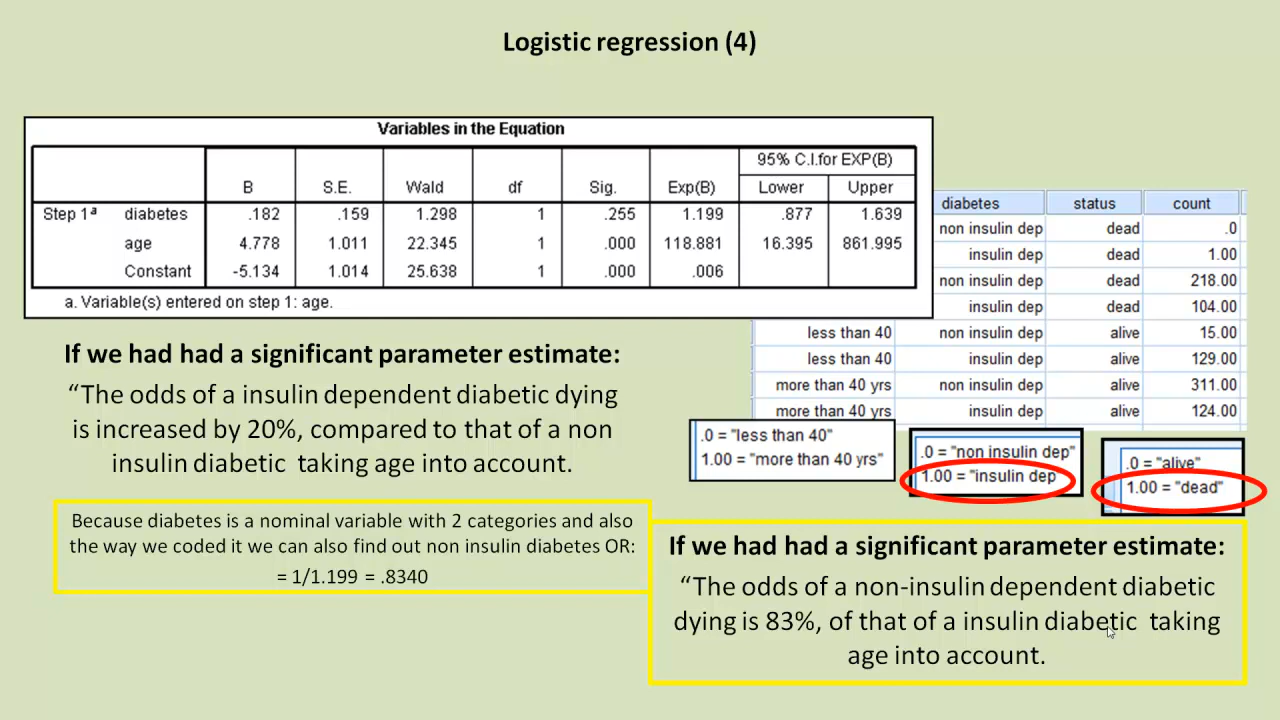 Logistic regression (4)
Variables in the Equation
95% C.I.for EXP(B)
B S.E. Wald df Sig. Exp(B) Lower Upper
Step 1a diabetes .182 .159 1.298 1 .255 1.199 .877 1.639
age 4.778 1.011 22.345 1 .000 118.881 16.395 861.995
Constant -5.134 1.014 25.638 1 .000 .006
a. Variable(s) entered on step 1: age.
diabetes status count
non insulin dep dead .0
insulin dep dead 1.00
non insulin dep dead 218.00
insulin dep dead 104.00
less than 40 non insulin dep alive 15.00
less than 40 insulin dep alive 129.00
more than 40 yrs non insulin dep alive 311.00
more than 40 yrs insulin dep alive 124.00
.0 = "less than 40"
1.00 = "more than 40 yrs"
.0 = "non insulin dep"
1.00 = "insulin dep
.0 = "alive"
1.00 = "dead"
If we had had a significant parameter estimate:
“The odds of a insulin dependent diabetic dying
is increased by 20%, compared to that of a non
insulin diabetic taking age into account.
Because diabetes is a nominal variable with 2 categories and also
the way we coded it we can also find out non insulin diabetes OR:
= 1/1.199 = .8340
If we had had a significant parameter estimate:
“The odds of a non-insulin dependent diabetic
dying is 83%, of that of a insulin diabetic taking
age into account.